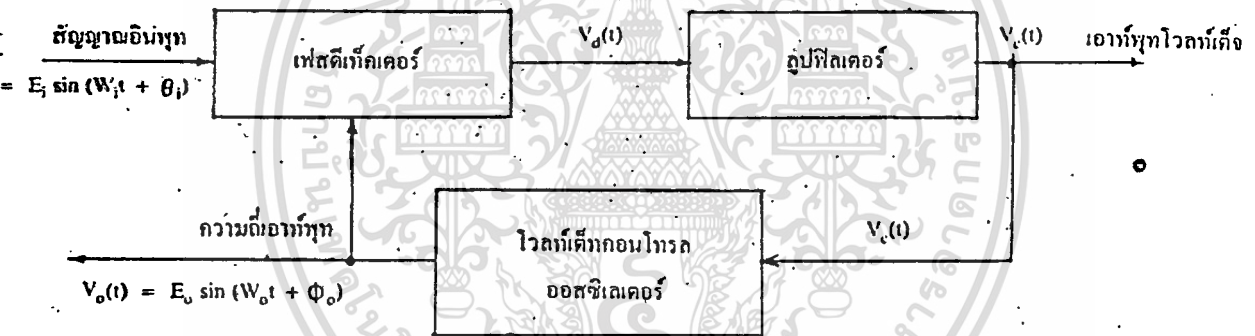 สัญญาณอินพุท
= E_i sin (W_i t + θ_i)
เฟสดีเท็คเตอร์
V_d(t)
ลูปฟิลเตอร์
V_c(t)
เอาท์พุทโวลท์เต็จ
ความถี่เอาท์พุท
V_o(t) = E_o sin (W_o t + Φ_o)
โวลท์เต็ทคอนโทรล
ออสซิเลเตอร์
V_c(t)